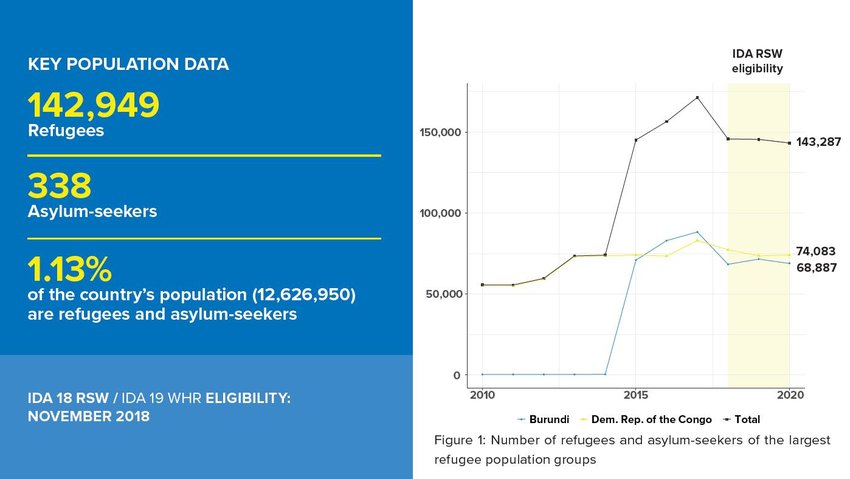 KEY POPULATION DATA
142,949
Refugees
338
Asylum-seekers
1.13%
of the country's population (12,626,950)
are refugees and asylum-seekers
IDA 18 RSW / IDA 19 WHR ELIGIBILITY:
NOVEMBER 2018
IDA RSW
eligibility
150,000
100,000
50,000
0
143,287
74,083
68,887
2010
2015
2020
Burundi Dem. Rep. of the Congo Total
Figure 1: Number of refugees and asylum-seekers of the largest
refugee population groups